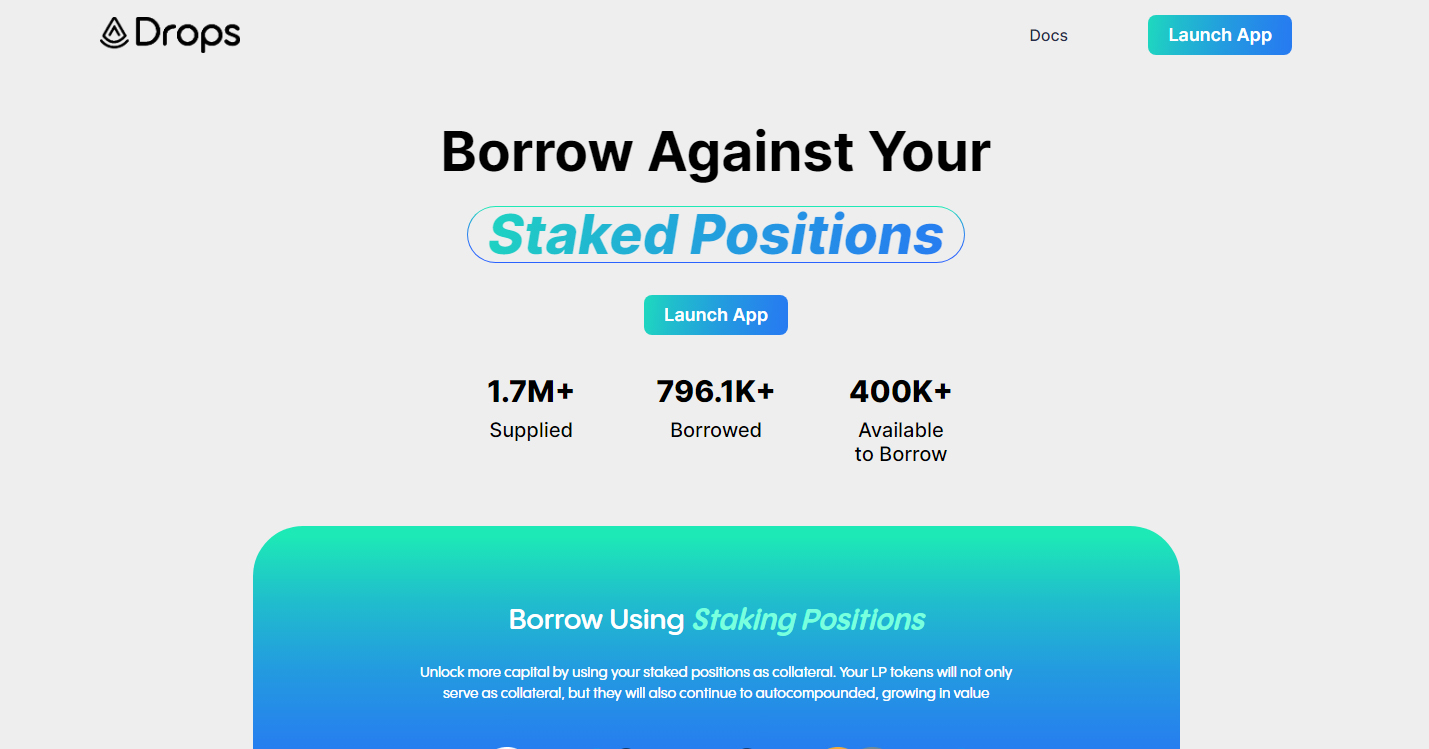 Drops
Docs
Launch App
Borrow Against Your
Staked Positions
Launch App
1.7M+
796.1K+
400K+
Supplied
Borrowed
Available
to Borrow
Borrow Using Staking Positions
Unlock more capital by using your staked positions as collateral. Your LP tokens will not only
serve as collateral, but they will also continue to autocompounded, growing in value